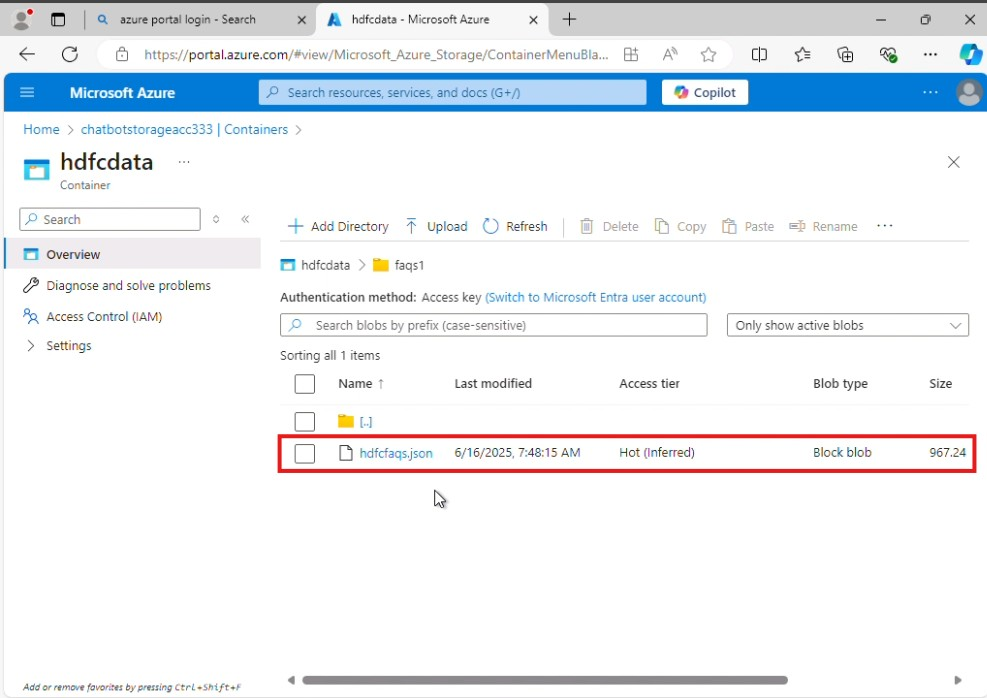 azure portal login - Search
hdfcdata - Microsoft Azure
https://portal.azure.com/#view/Microsoft_Azure_Storage/ContainerMenuBla...
Microsoft Azure
Search resources, services, and docs (G+/)
Copilot
Home > chatbotstorageacc333 | Containers >
hdfcdata ...
Container
Search
Overview
Diagnose and solve problems
Access Control (IAM)
Settings
Add Directory Upload Refresh Delete Copy Paste Rename ...
hdfcdata > faqs1
Authentication method: Access key (Switch to Microsoft Entra user account)
Search blobs by prefix (case-sensitive)
Only show active blobs
Sorting all 1 items
Name ↑ Last modified Access tier Blob type Size
[..]
hdfcfaqs.json 6/16/2025, 7:48:15 AM Hot (Inferred) Block blob 967.24
Add or remove favorites by pressing Ctrl+Shift+F